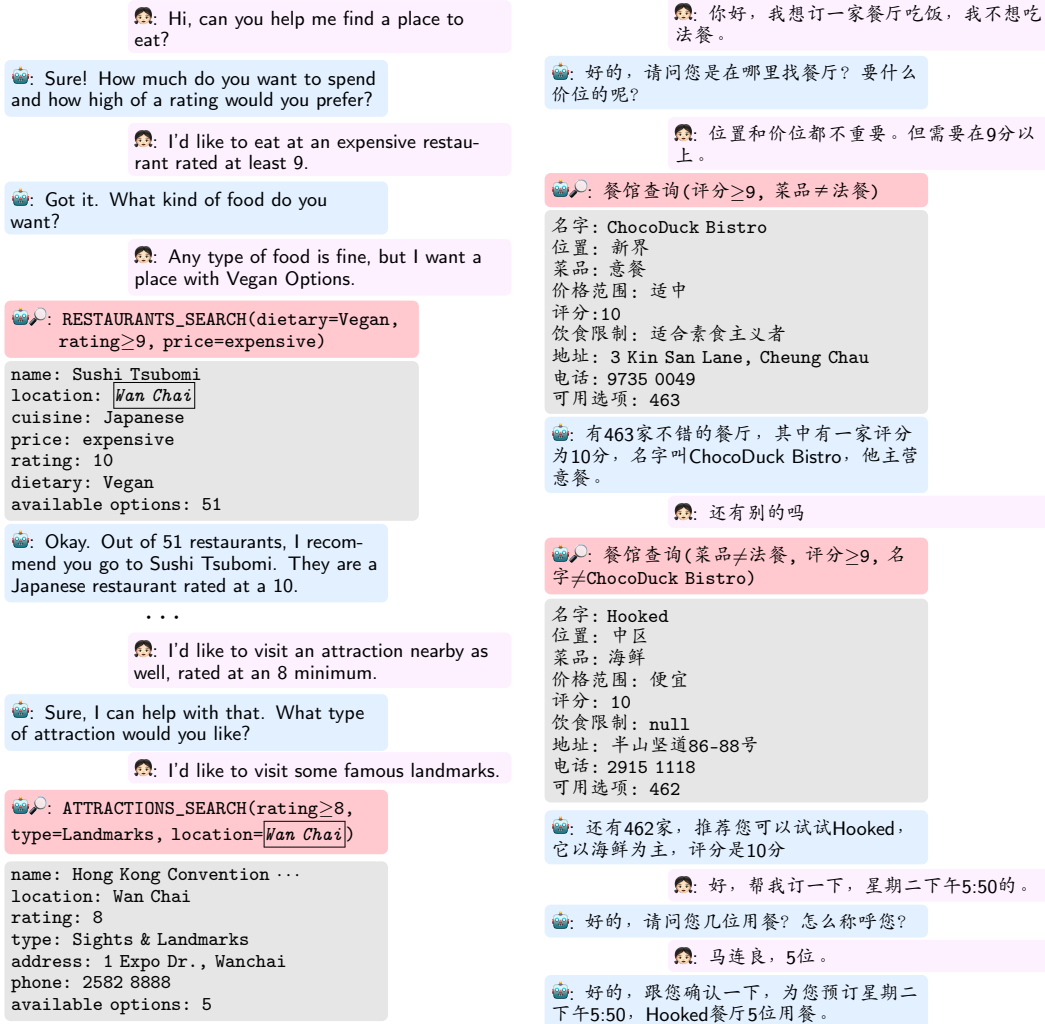 : Hi, can you help me find a place to
eat?
: Sure! How much do you want to spend
and how high of a rating would you prefer?
: I'd like to eat at an expensive restau-
rant rated at least 9.
: Got it. What kind of food do you
want?
: Any type of food is fine, but I want a
place with Vegan Options.
: RESTAURANTS_SEARCH(dietary=Vegan,
rating≥9, price=expensive)
name: Sushi Tsubomi
location: Wan Chai
cuisine: Japanese
price: expensive
rating: 10
dietary: Vegan
available options: 51
: Okay. Out of 51 restaurants, I recom-
mend you go to Sushi Tsubomi. They are a
Japanese restaurant rated at a 10.
...
: I'd like to visit an attraction nearby as
well, rated at an 8 minimum.
: Sure, I can help with that. What type
of attraction would you like?
: I'd like to visit some famous landmarks.
: ATTRACTIONS_SEARCH(rating≥8,
type=Landmarks, location=Wan Chai)
name: Hong Kong Convention ···
location: Wan Chai
rating: 8
type: Sights & Landmarks
address: 1 Expo Dr., Wanchai
phone: 2582 8888
available options: 5
: 你好，我想订一家餐厅吃饭，我不想吃
法餐。
: 好的，请问您是在哪里找餐厅？要什么
价位的呢？
: 位置和价位都不重要。但需要在9分以
上。
: 餐馆查询(评分≥9, 菜品≠法餐)
名字: ChocoDuck Bistro
位置: 新界
菜品: 意餐
价格范围: 适中
评分:10
饮食限制: 适合素食主义者
地址: 3 Kin San Lane, Cheung Chau
电话: 9735 0049
可用选项: 463
: 有463家不错的餐厅，其中有一家评分
为10分，名字叫ChocoDuck Bistro，他主营
意餐。
: 还有别的吗
: 餐馆查询(菜品≠法餐, 评分≥9, 名
字≠ChocoDuck Bistro)
名字: Hooked
位置: 中区
菜品: 海鲜
价格范围: 便宜
评分: 10
饮食限制: null
地址: 半山坚道86-88号
电话: 2915 1118
可用选项: 462
: 还有462家，推荐您可以试试Hooked，
它以海鲜为主，评分是10分
: 好，帮我订一下，星期二下午5:50的。
: 好的，请问您几位用餐？怎么称呼您？
: 马连良，5位。
: 好的，跟您确认一下，为您预订星期二
下午5:50，Hooked餐厅5位用餐。